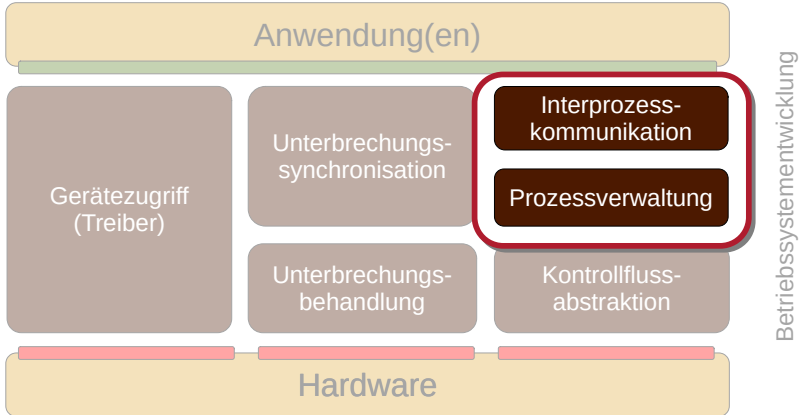 Anwendung(en)
Gerätezugriff
(Treiber)
Unterbrechungs-
synchronisation
Interprozess-
kommunikation
Prozessverwaltung
Unterbrechungs-
behandlung
Kontrollfluss-
abstraktion
Hardware
Betriebssystementwicklung